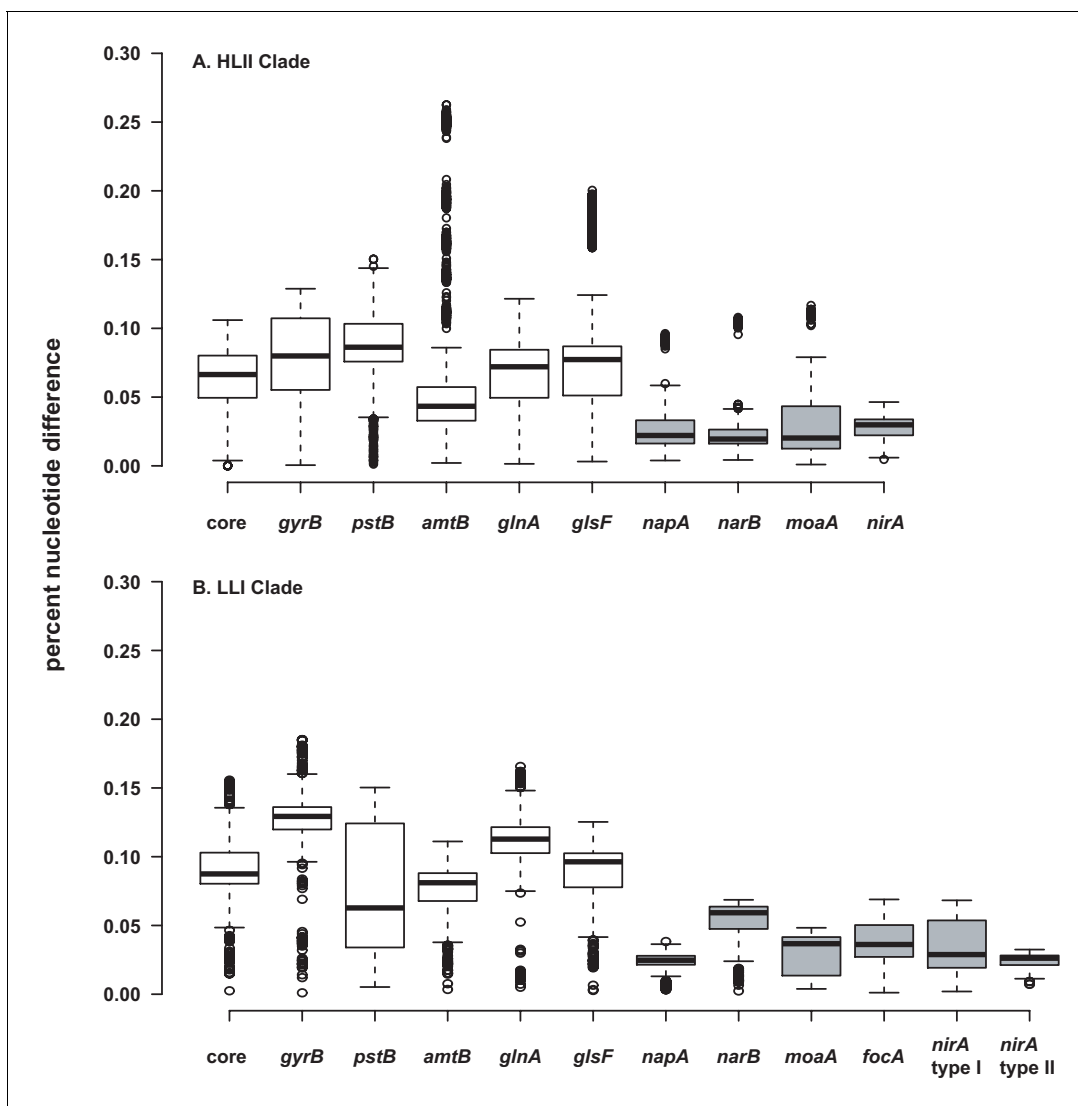 percent nucleotide difference
A. HLII Clade
0.30
0.25
0.20
0.15
0.10
0.05
0.00
core gyrB pstB amtB glnA glsF napA narB moaA nirA
B. LLI Clade
0.30
0.25
0.20
0.15
0.10
0.05
0.00
core gyrB pstB amtB glnA glsF napA narB moaA focA nirA type I nirA type II